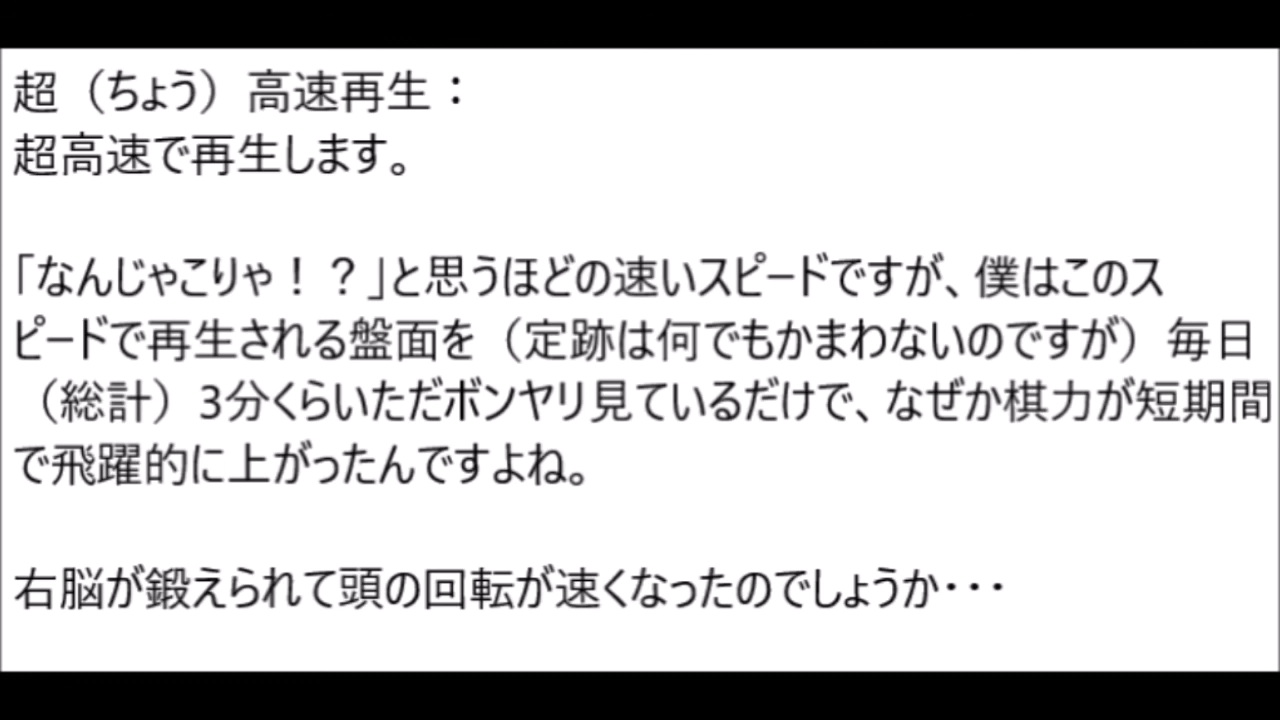 超（ちょう）高速再生：
超高速で再生します。
「なんじゃこりゃ！？」と思うほどの速いスピードですが、僕はこのス
ピードで再生される盤面を（定跡は何でもかまわないのですが）毎日
（総計）3分くらいただボンヤリ見ているだけで、なぜか棋力が短期間
で飛躍的に上がったんですよね。
右脳が鍛えられて頭の回転が速くなったのでしょうか・・・